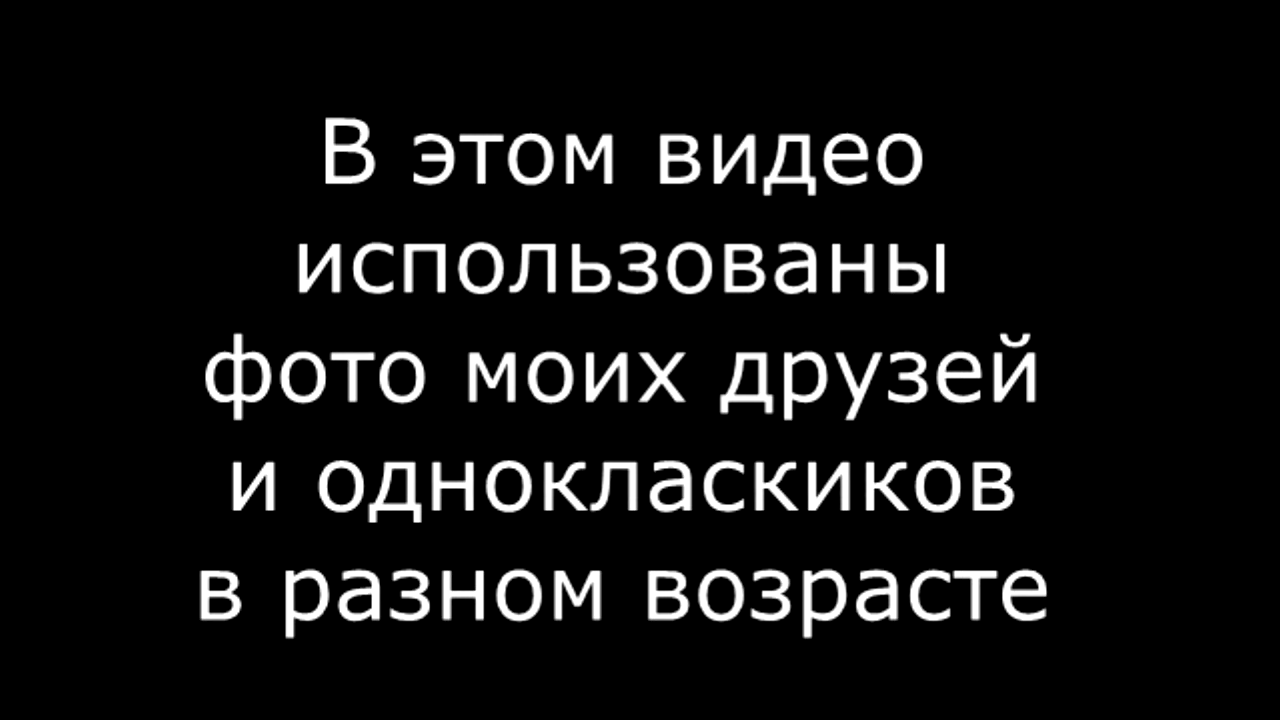 В этом видео
использованы
фото моих друзей
и однокласкиков
в разном возрасте